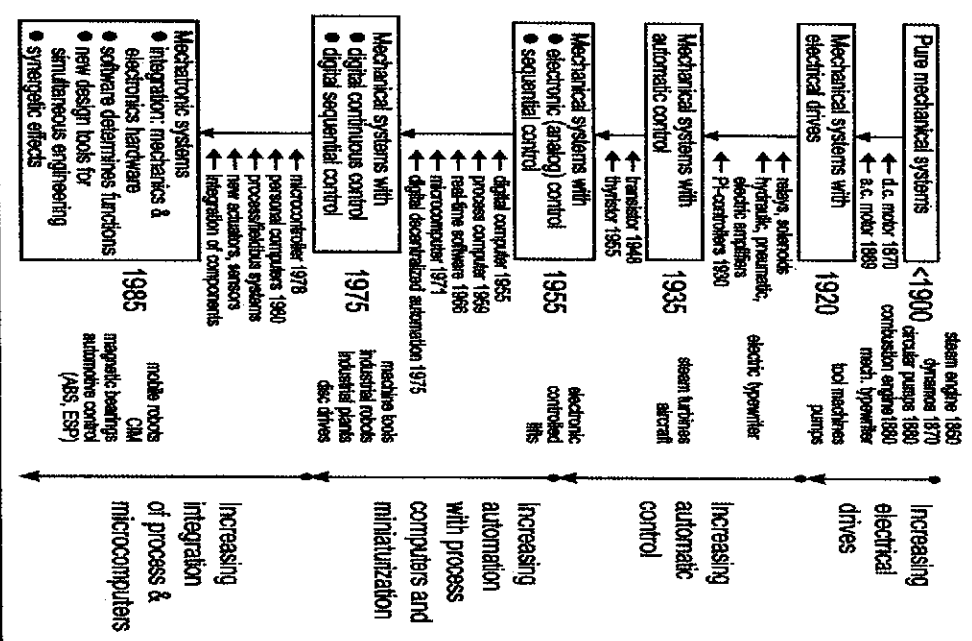 Pure mechanical systems
<1900
steam engine 1860
dynamos 1870
circular pumps 1880
combustion engine1880
mech. typewriter
d.c. motor 1870
a.c. motor 1889
Increasing
electrical
drives
Mechanical systems with
electrical drives
1920
tool machines
pumps
relays, solenoids
hydraulic, pneumatic,
electric amplifiers
PI-controllers 1930
electric typewriter
Increasing
automatic
control
Mechanical systems with
automatic control
1935
steam turbines
aircraft
transistor 1948
thyristor 1955
Mechanical systems with
● electronic (analog) control
● sequential control
1955
electronic
controlled
lifts
digital computer 1955
process computer 1959
real-time software 1966
microcomputer 1971
digital decentralized automation 1975
Increasing
automation
with process
computers and
miniaturization
Mechanical systems with
● digital continuous control
● digital sequential control
1975
machine tools
industrial robots
industrial plants
disc drives
microcontroller 1978
personal computers 1980
process/fieldbus systems
new actuators, sensors
integration of components
Mechatronic systems
● integration: mechanics &
electronics hardware
● software determines functions
● new design tools for
simultaneous engineering
● synergetic effects
1985
mobile robots
CIM
magnetic bearings
automotive control
(ABS, ESP)
Increasing
integration
of process &
microcomputers